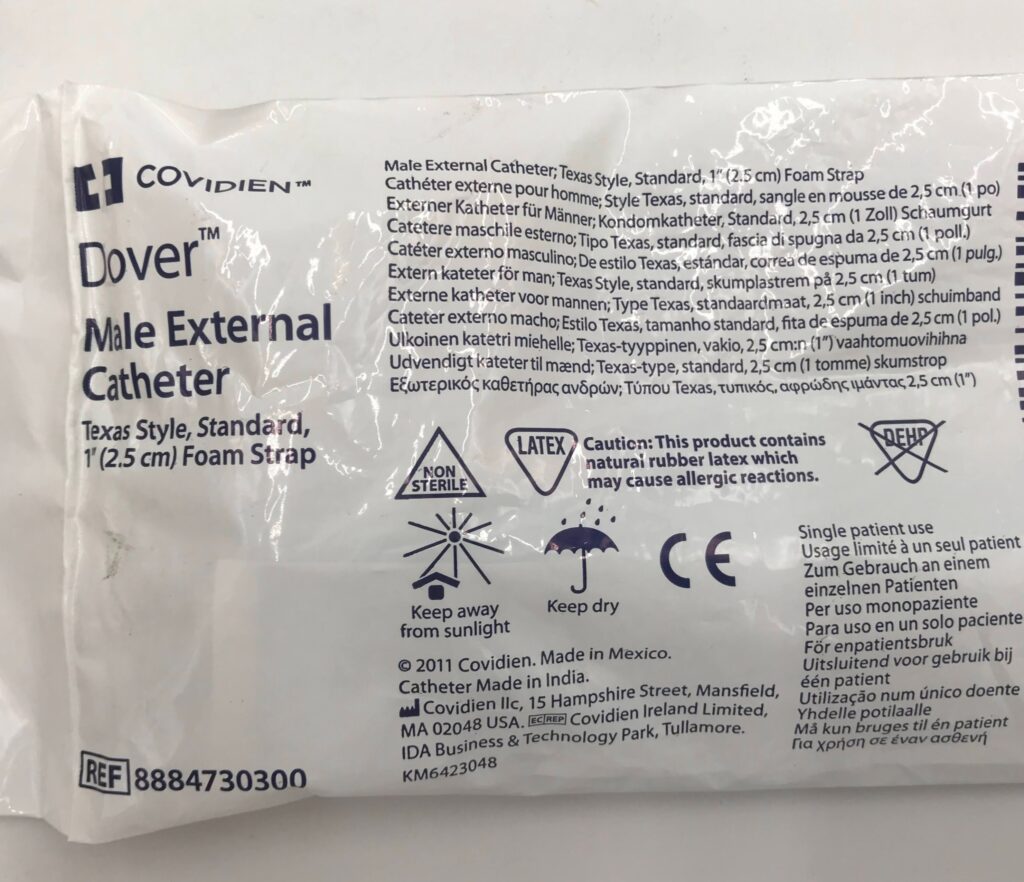 COVIDIEN™
Dover™
Male External
Catheter
Texas Style, Standard,
1" (2.5 cm) Foam Strap
REF 8884730300
Male External Catheter; Texas Style, Standard, 1" (2.5 cm) Foam Strap
Cathéter externe pour homme; Style Texas, standard, sangle en mousse de 2,5 cm (1 po)
Externer Katheter für Männer; Kondomkatheter, Standard, 2,5 cm (1 Zoll) Schaumgurt
Catetere maschile esterno; Tipo Texas, standard, fascia di spugna da 2,5 cm (1 poll.)
Catéter externo masculino; De estilo Texas, estándar, correa de espuma de 2,5 cm (1 pulg.)
Extern kateter för man; Texas Style, standard, skumplastrem på 2,5 cm (1 tum)
Externe katheter voor mannen; Type Texas, standaardmaat, 2,5 cm (1 inch) schuimband
Cateter externo macho; Estilo Texas, tamanho standard, fita de espuma de 2,5 cm (1 pol.)
Ulkoinen katetri miehelle; Texas-tyyppinen, vakio, 2,5 cm:n (1") vaahtomuovihihna
Udvendigt kateter til mænd; Texas-type, standard, 2,5 cm (1 tomme) skumstrop
Εξωτερικός καθετήρας ανδρών; Τύπου Texas, τυπικός, αφρώδης ιμάντας 2,5 cm (1")
NON
STERILE
LATEX
Caution: This product contains
natural rubber latex which
may cause allergic reactions.
DEHP
Keep away
from sunlight
Keep dry
CE
Single patient use
Usage limité à un seul patient
Zum Gebrauch an einem
einzelnen Patienten
Per uso monopaziente
Para uso en un solo paciente
För enpatientsbruk
Uitsluitend voor gebruik bij
één patient
Utilização num único doente
Yhdelle potilaalle
Må kun bruges til én patient
Για χρήση σε έναν ασθενή
© 2011 Covidien. Made in Mexico.
Catheter Made in India.
Covidien llc, 15 Hampshire Street, Mansfield,
MA 02048 USA. EC REP Covidien Ireland Limited,
IDA Business & Technology Park, Tullamore.
KM6423048